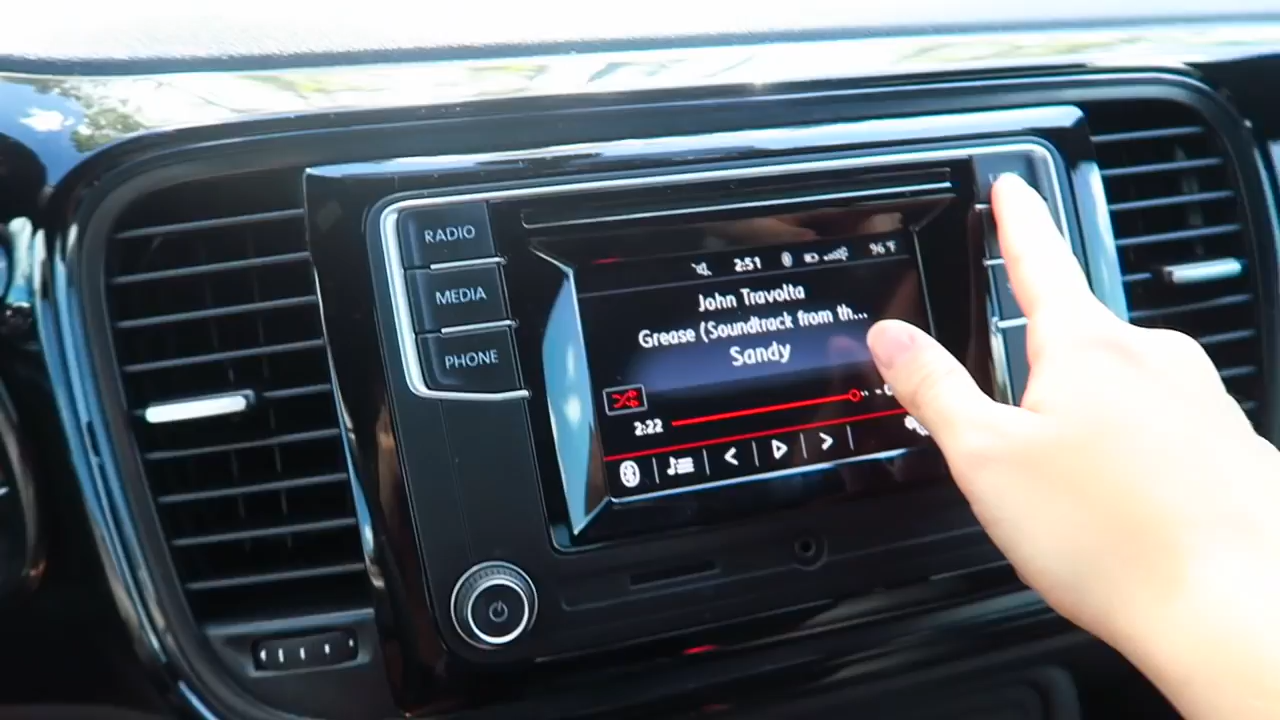 RADIO
MEDIA
PHONE
2:51
96°F
John Travolta
Grease (Soundtrack from th...
Sandy
2:22